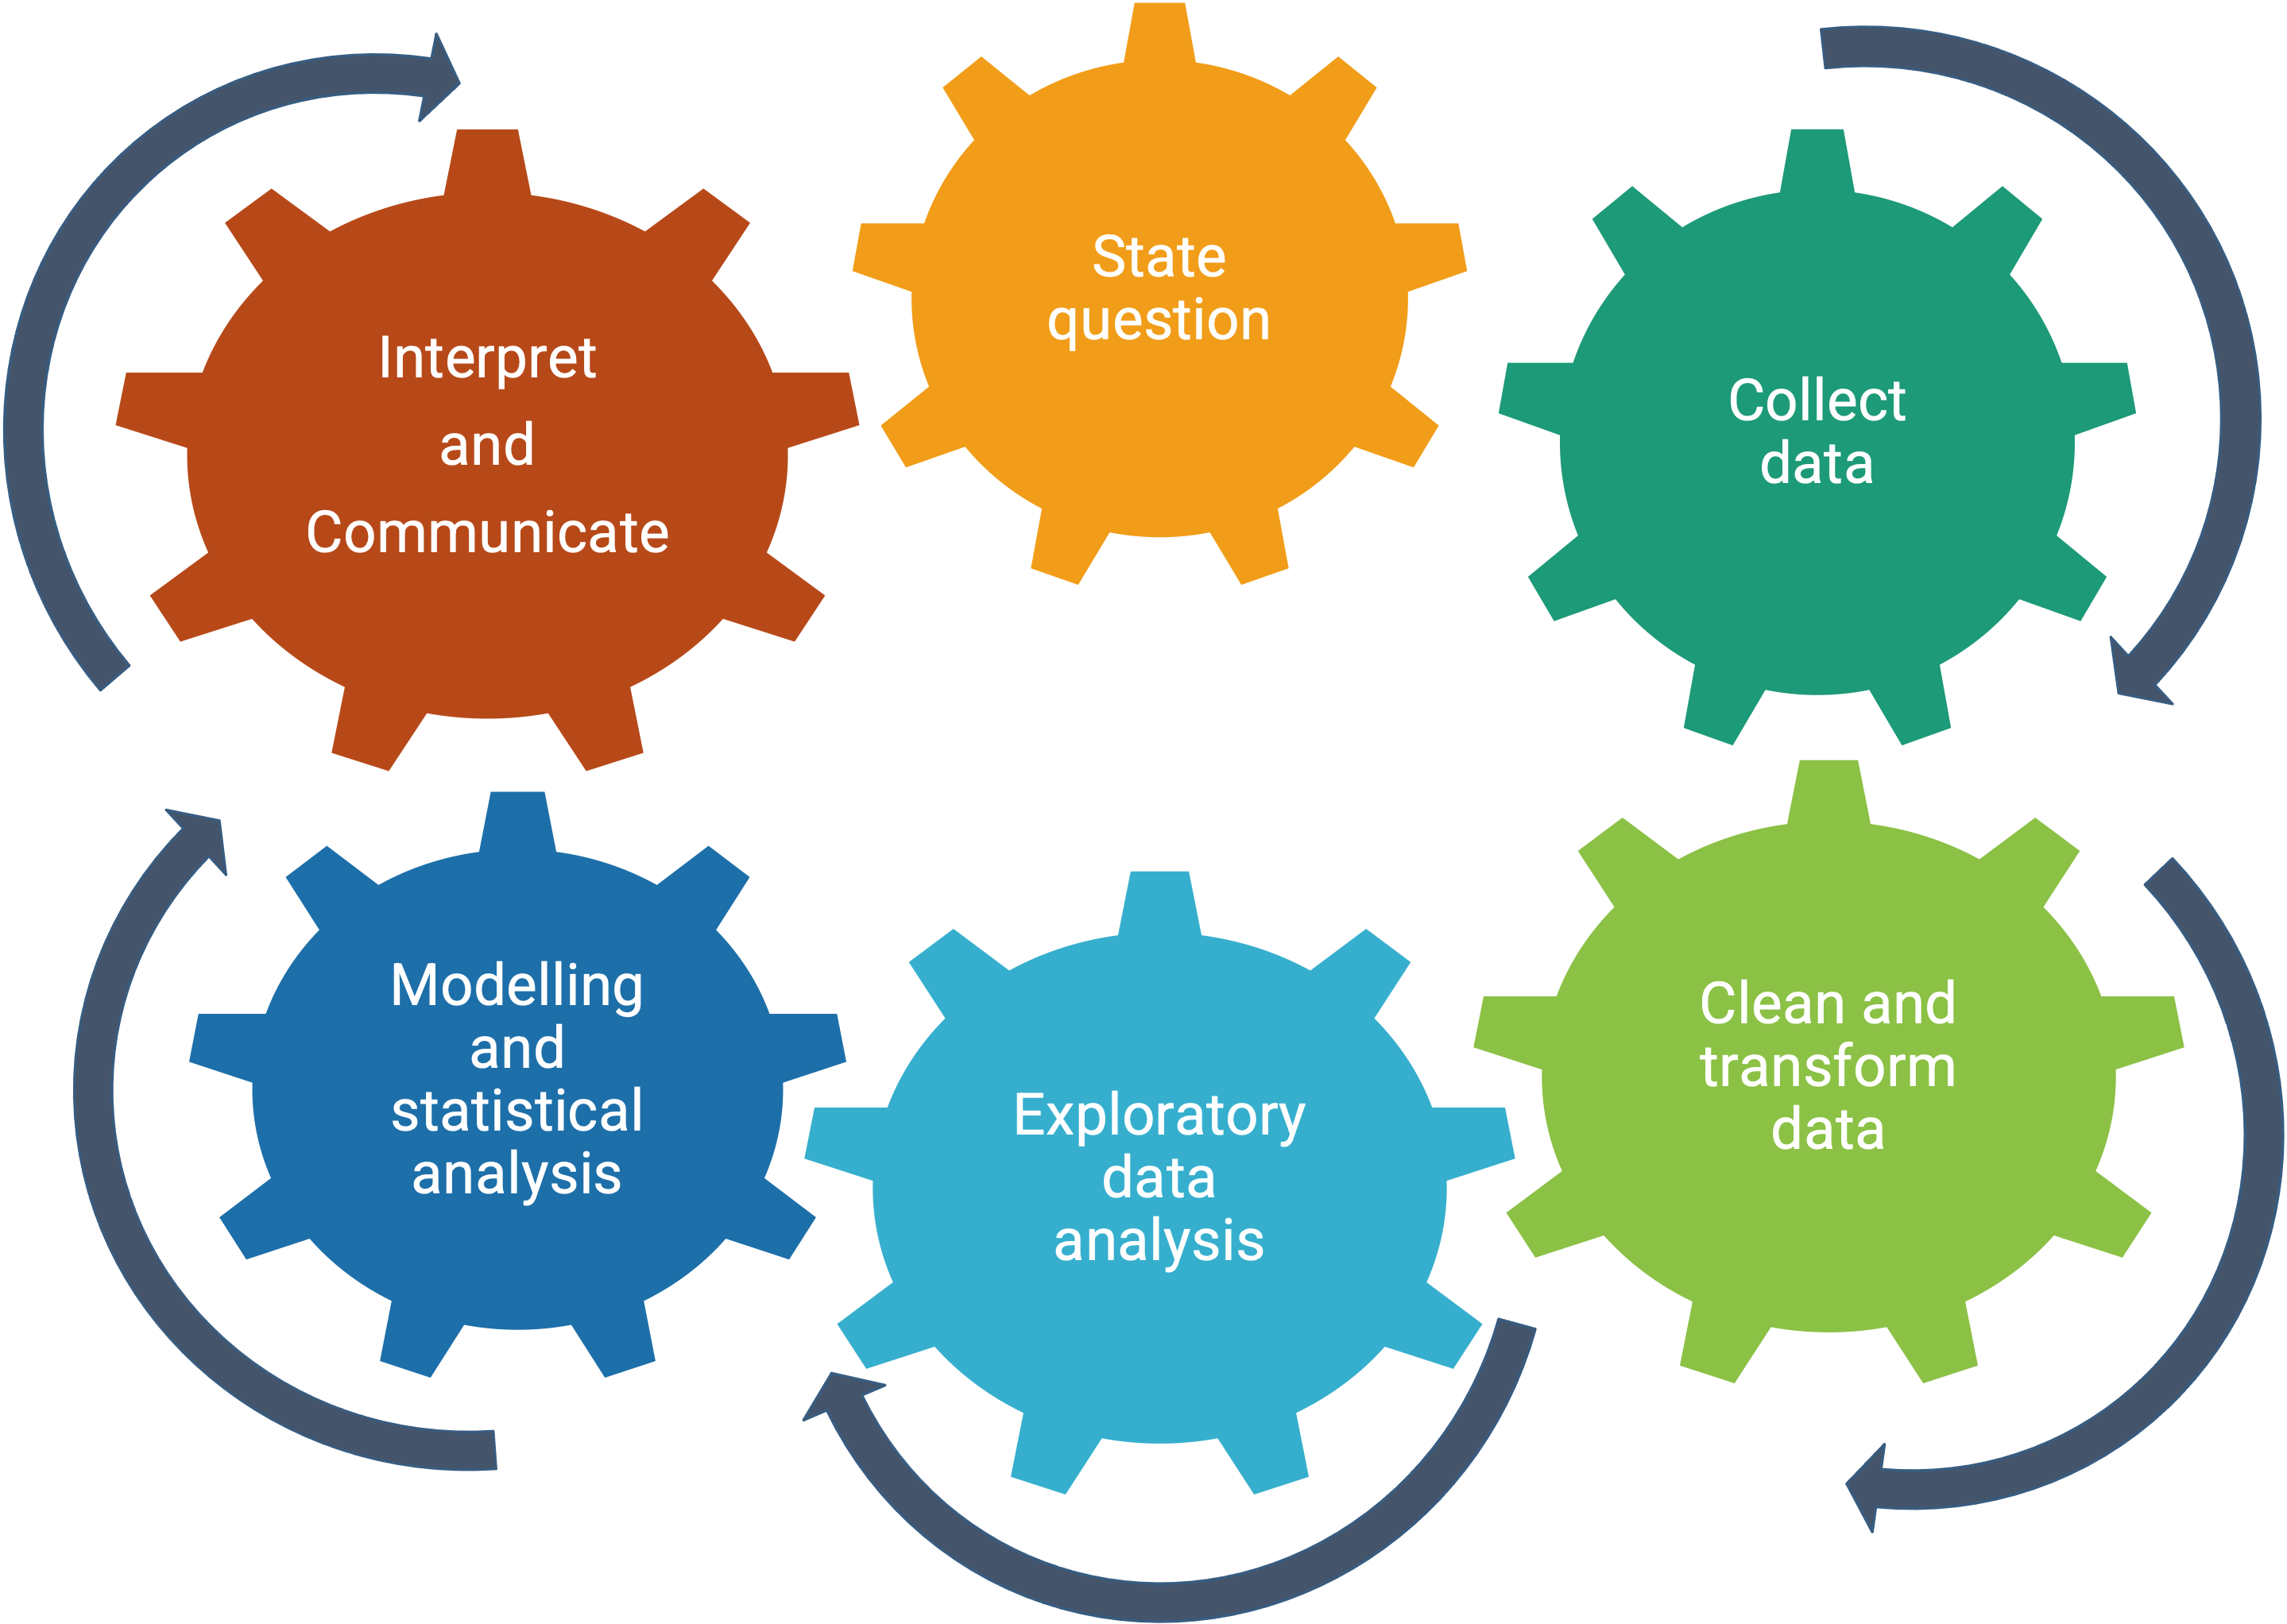 State
question
Collect
data
Clean and
transform
data
Exploratory
data
analysis
Modelling
and
statistical
analysis
Interpret
and
Communicate